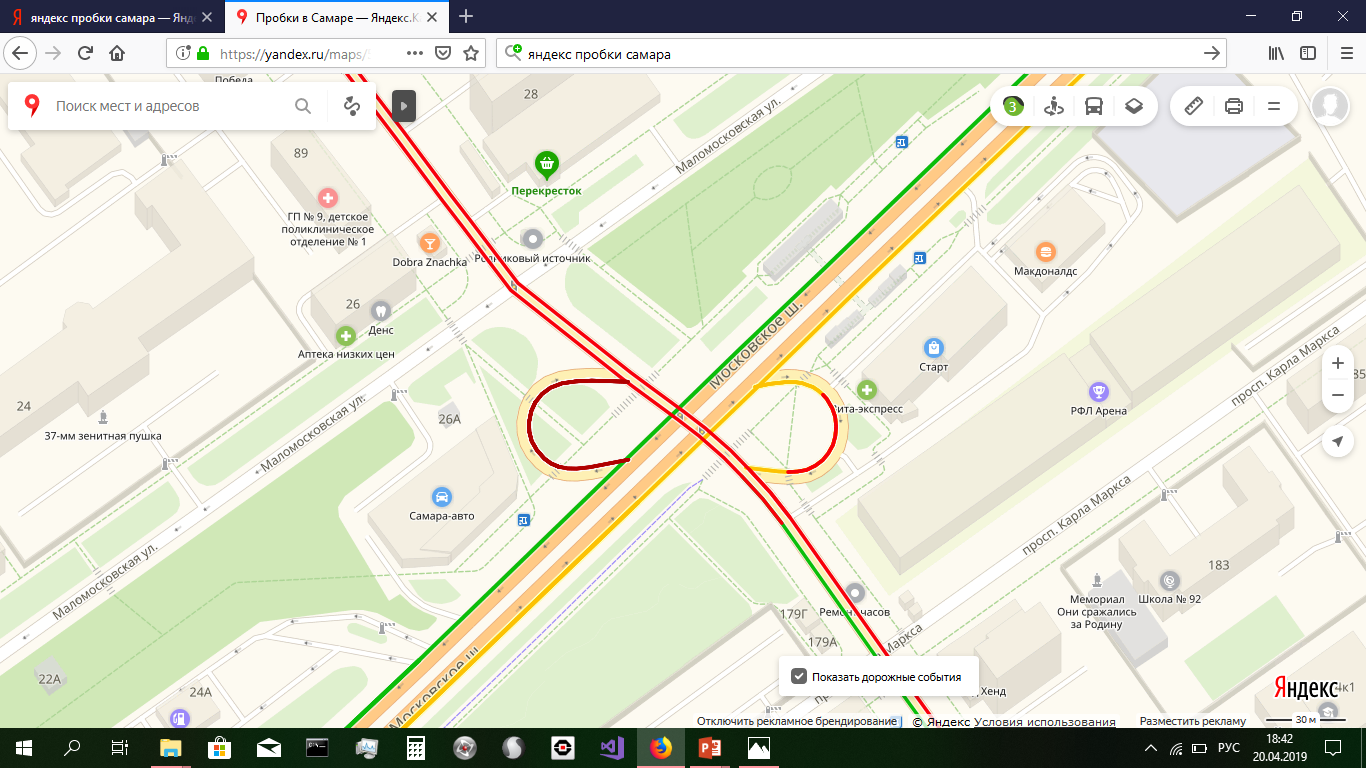 яндекс пробки самара — Янд
Пробки в Самаре — Яндекс.К
https://yandex.ru/maps/
яндекс пробки самара
Победа
Поиск мест и адресов
3
28
Маломосковская ул.
89
Перекресток
ГП № 9, детское
поликлиническое
отделение № 1
Dobra Znachka
Родниковый источник
Макдоналдс
26
Денс
Аптека низких цен
Московское ш.
Старт
просп. Карла Маркса
85
24
37-мм зенитная пушка
26А
Маломосковская ул.
Вита-экспресс
РФЛ Арена
Самара-авто
просп. Карла Маркса
Маломосковская ул.
183
Мемориал
Они сражались
за Родину
Школа № 92
Ремонт часов
179Г
179А
Маркса
22А
24А
Московское ш.
Показать дорожные события
Хенд
Яндекс
4к1
Отключить рекламное брендирование
© Яндекс Условия использования
Разместить рекламу
30 м
РУС
18:42
20.04.2019